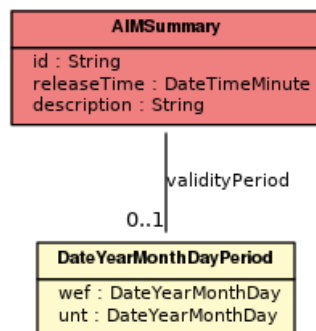 AIMSummary
id : String
releaseTime : DateTimeMinute
description : String
validityPeriod
0..1
DateYearMonthDayPeriod
wef : DateYearMonthDay
unt : DateYearMonthDay